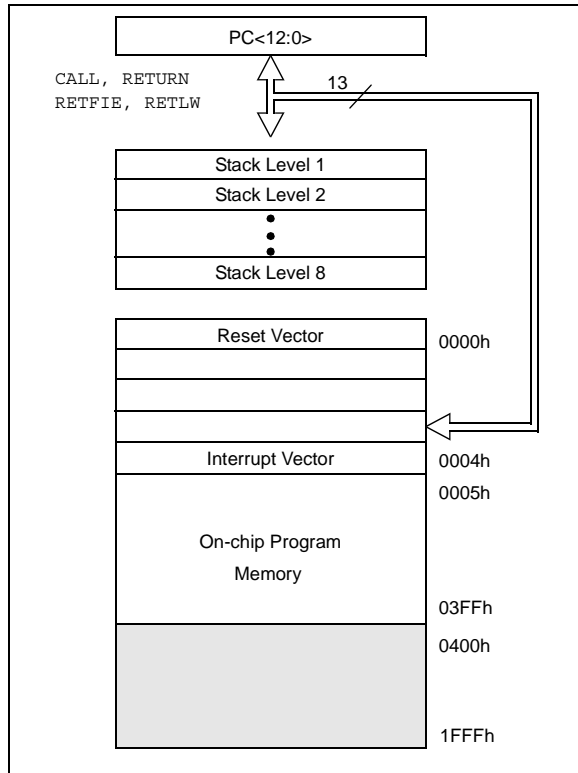 PC<12:0>
CALL, RETURN
RETFIE, RETLW
13
Stack Level 1
Stack Level 2
Stack Level 8
Reset Vector
0000h
Interrupt Vector
0004h
0005h
On-chip Program
Memory
03FFh
0400h
1FFFh